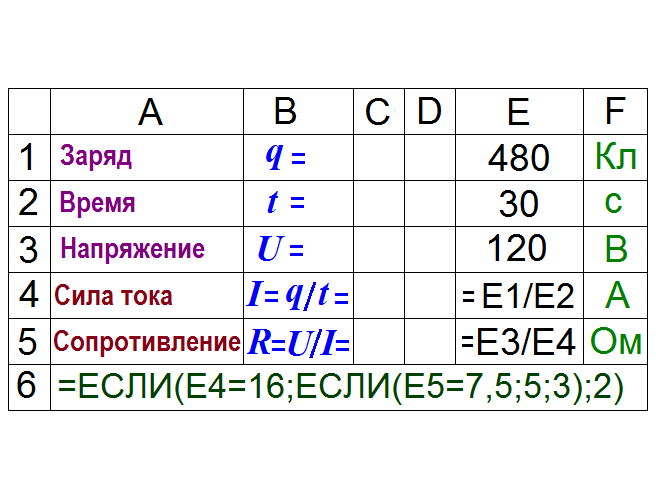 A B C D E F
1 Заряд q = 480 Кл
2 Время t = 30 с
3 Напряжение U = 120 В
4 Сила тока I = q/t = =E1/E2 А
5 Сопротивление R=U/I= =E3/E4 Ом
6 =ЕСЛИ(E4=16;ЕСЛИ(E5=7,5;5;3);2)